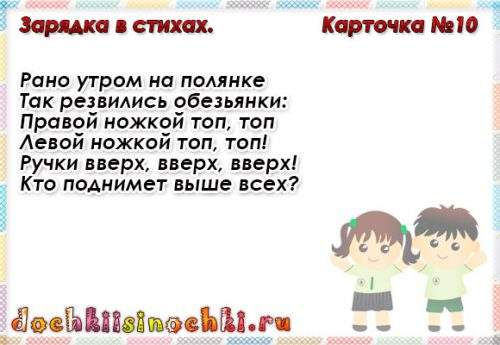 Зарядка в стихах. Карточка №10
Рано утром на полянке
Так резвились обезьянки:
Правой ножкой топ, топ
Левой ножкой топ, топ!
Ручки вверх, вверх, вверх!
Кто поднимет выше всех?
dochkiisinochki.ru